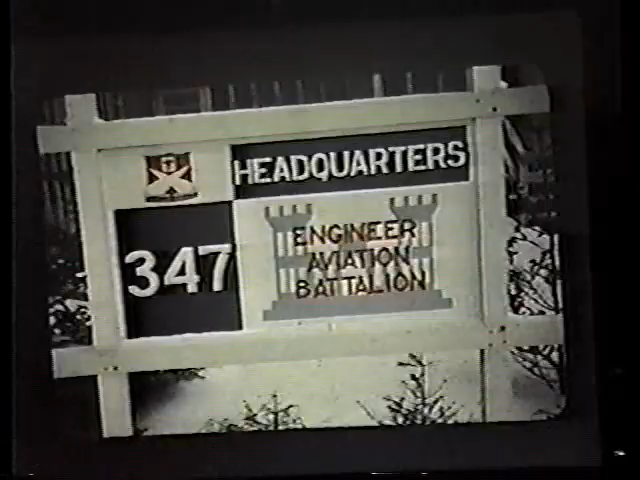 HEADQUARTERS
347
ENGINEER
AVIATION
BATTALION